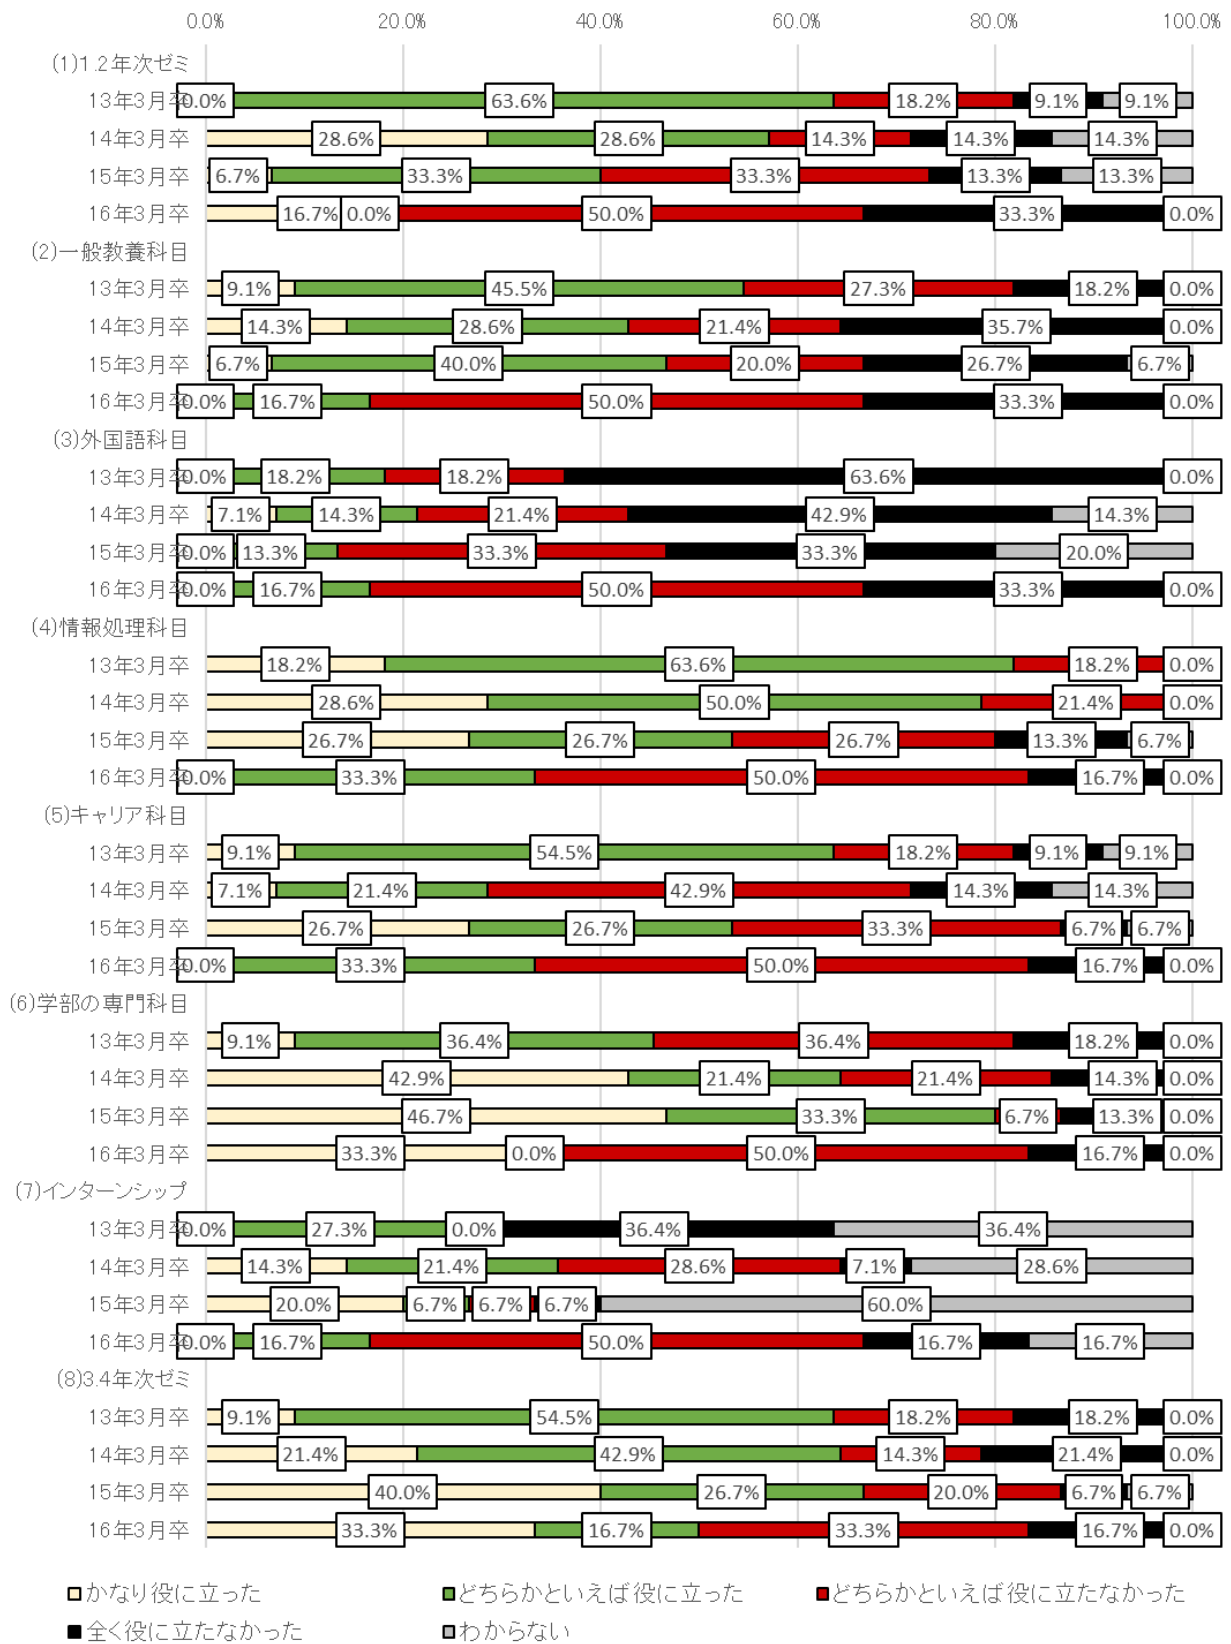 0.0% 20.0% 40.0% 60.0% 80.0% 100.0%
(1)1.2年次ゼミ
13年3月卒 0.0% 63.6% 18.2% 9.1% 9.1%
14年3月卒 28.6% 28.6% 14.3% 14.3% 14.3%
15年3月卒 6.7% 33.3% 33.3% 13.3% 13.3%
16年3月卒 16.7% 0.0% 50.0% 33.3% 0.0%
(2)一般教養科目
13年3月卒 9.1% 45.5% 27.3% 18.2% 0.0%
14年3月卒 14.3% 28.6% 21.4% 35.7% 0.0%
15年3月卒 6.7% 40.0% 20.0% 26.7% 6.7%
16年3月卒 0.0% 16.7% 50.0% 33.3% 0.0%
(3)外国語科目
13年3月卒 0.0% 18.2% 18.2% 63.6% 0.0%
14年3月卒 7.1% 14.3% 21.4% 42.9% 14.3%
15年3月卒 0.0% 13.3% 33.3% 33.3% 20.0%
16年3月卒 0.0% 16.7% 50.0% 33.3% 0.0%
(4)情報処理科目
13年3月卒 18.2% 63.6% 18.2% 0.0%
14年3月卒 28.6% 50.0% 21.4% 0.0%
15年3月卒 26.7% 26.7% 26.7% 13.3% 6.7%
16年3月卒 0.0% 33.3% 50.0% 16.7% 0.0%
(5)キャリア科目
13年3月卒 9.1% 54.5% 18.2% 9.1% 9.1%
14年3月卒 7.1% 21.4% 42.9% 14.3% 14.3%
15年3月卒 26.7% 26.7% 33.3% 6.7% 6.7%
16年3月卒 0.0% 33.3% 50.0% 16.7% 0.0%
(6)学部の専門科目
13年3月卒 9.1% 36.4% 36.4% 18.2% 0.0%
14年3月卒 42.9% 21.4% 21.4% 14.3% 0.0%
15年3月卒 46.7% 33.3% 6.7% 13.3% 0.0%
16年3月卒 33.3% 0.0% 50.0% 16.7% 0.0%
(7)インターンシップ
13年3月卒 0.0% 27.3% 0.0% 36.4% 36.4%
14年3月卒 14.3% 21.4% 28.6% 7.1% 28.6%
15年3月卒 20.0% 6.7% 6.7% 6.7% 60.0%
16年3月卒 0.0% 16.7% 50.0% 16.7% 16.7%
(8)3.4年次ゼミ
13年3月卒 9.1% 54.5% 18.2% 18.2% 0.0%
14年3月卒 21.4% 42.9% 14.3% 21.4% 0.0%
15年3月卒 40.0% 26.7% 20.0% 6.7% 6.7%
16年3月卒 33.3% 16.7% 33.3% 16.7% 0.0%
かなり役に立った どちらかといえば役に立った どちらかといえば役に立たなかった
全く役に立たなかった わからない